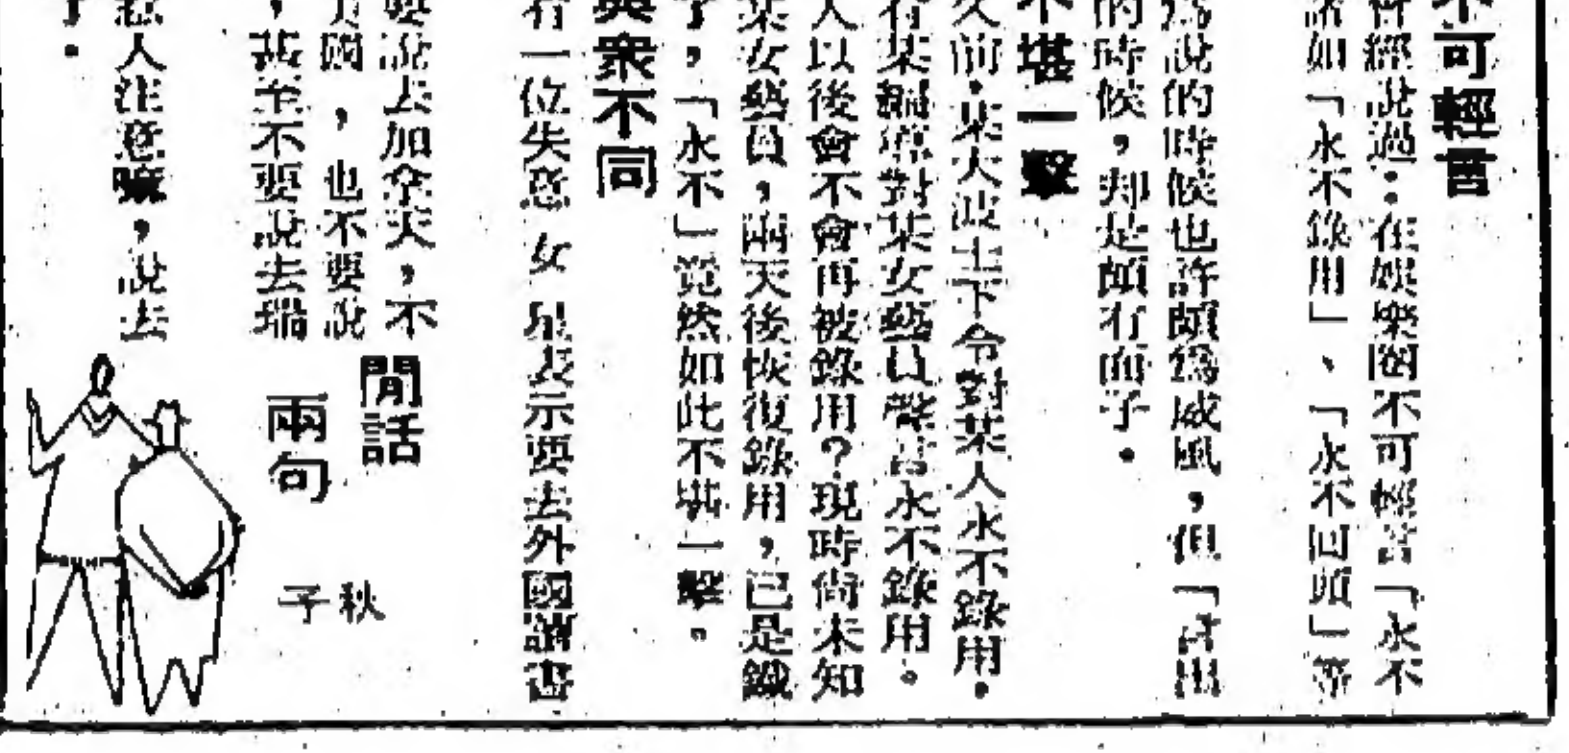 不可輕言
曾經說過:在娛樂圈不可輕言「永不
諸如「永不錄用」、「永不回頭」等
為說的時候也許頗為威風,但「言出
的時候,却是頗冇面子。
不堪一擊
久前,某大波士下令對某人永不錄用。
有某編導對某女藝員聲言永不錄用。
人以後會不會再被錄用?現時尚未知
某女藝員,兩天後恢復錄用,已是鐵
子,「永不」竟然如此不堪一擊。
與衆不同
有一位失意女星表示要去外國讀書
要說去加拿大,不
國,也不要說
,甚至不要說去瑞
惹人注意嘛,說去
了。
閒話
兩句
秋子